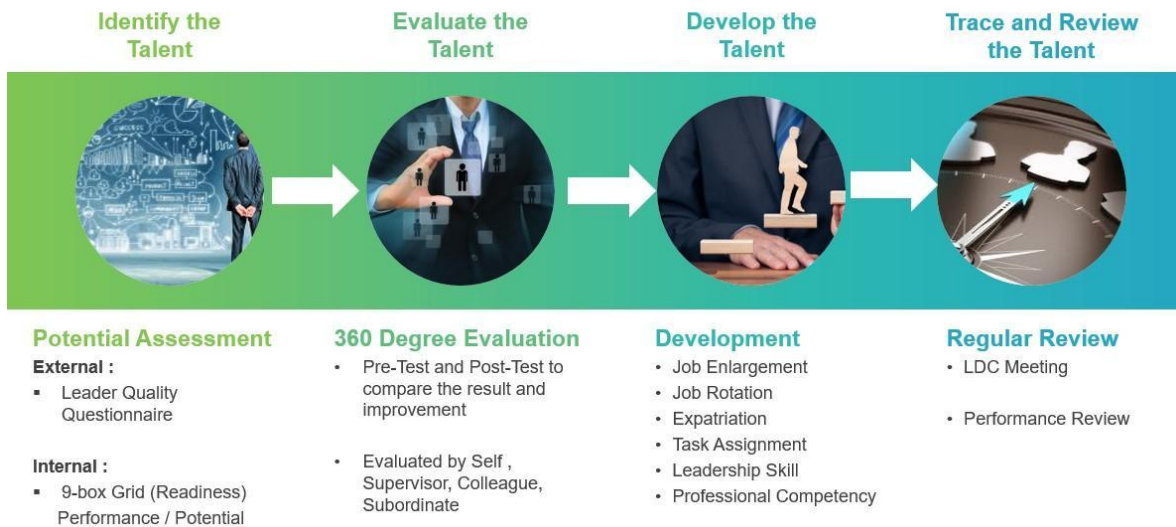 Identify the
Talent
Evaluate the
Talent
Develop the
Talent
Trace and Review
the Talent
Potential Assessment
External :
▪ Leader Quality
Questionnaire
Internal :
▪ 9-box Grid (Readiness)
Performance / Potential
360 Degree Evaluation
• Pre-Test and Post-Test to
compare the result and
improvement
• Evaluated by Self ,
Supervisor, Colleague,
Subordinate
Development
• Job Enlargement
• Job Rotation
• Expatriation
• Task Assignment
• Leadership Skill
• Professional Competency
Regular Review
• LDC Meeting
• Performance Review